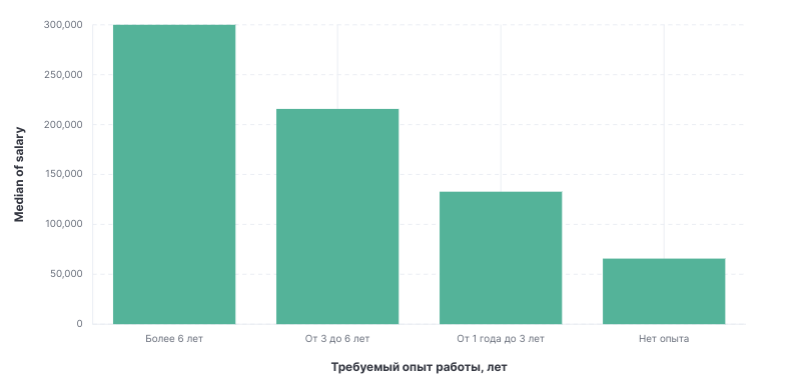 300,000
250,000
200,000
150,000
100,000
50,000
0
Median of salary
Более 6 лет
От 3 до 6 лет
От 1 года до 3 лет
Нет опыта
Требуемый опыт работы, лет